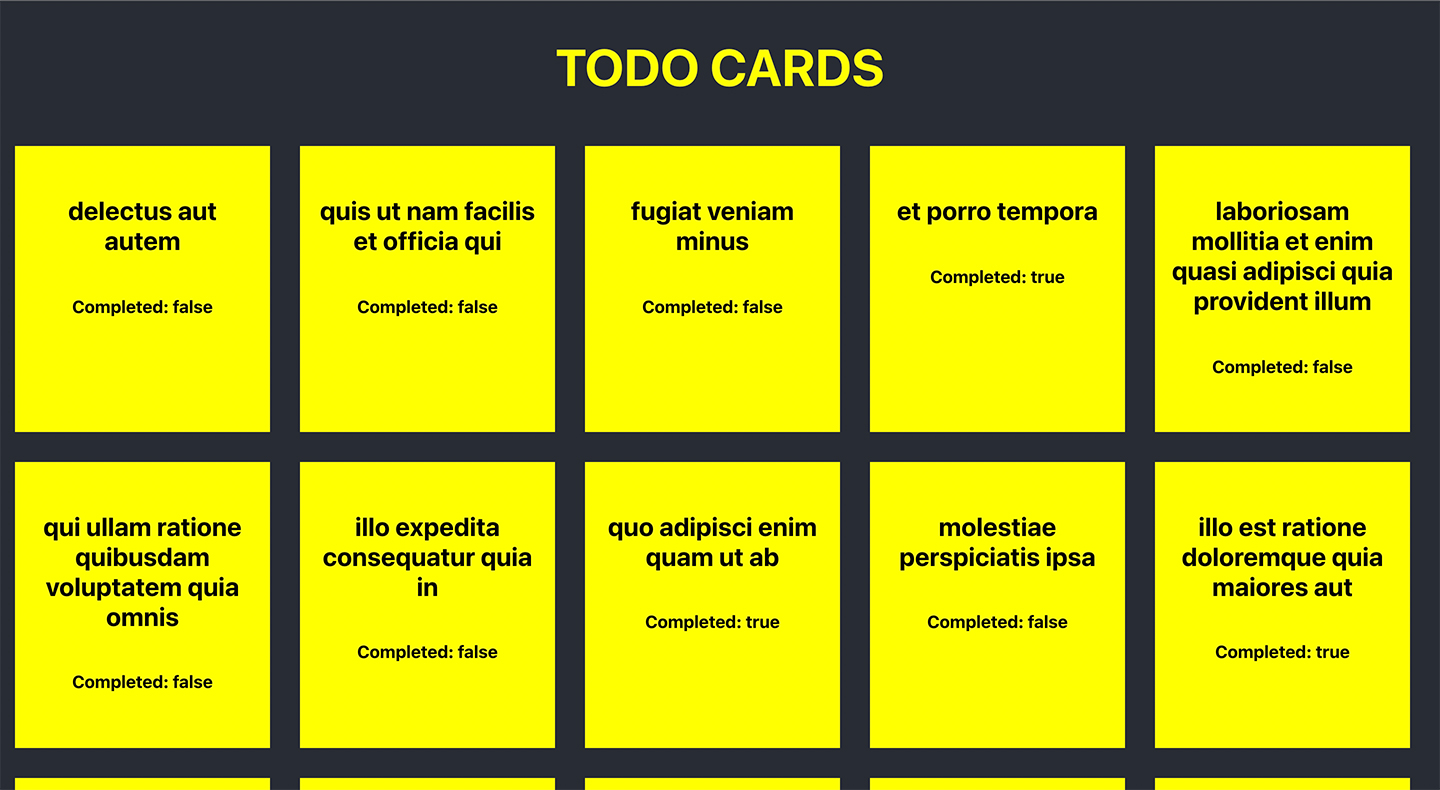 TODO CARDS
delectus aut
autem
Completed: false
quis ut nam facilis
et officia qui
Completed: false
fugiat veniam
minus
Completed: false
et porro tempora
Completed: true
laboriosam
mollitia et enim
quasi adipisci quia
provident illum
Completed: false
qui ullam ratione
quibusdam
voluptatem quia
omnis
Completed: false
illo expedita
consequatur quia
in
Completed: false
quo adipisci enim
quam ut ab
Completed: true
molestiae
perspiciatis ipsa
Completed: false
illo est ratione
doloremque quia
maiores aut
Completed: true